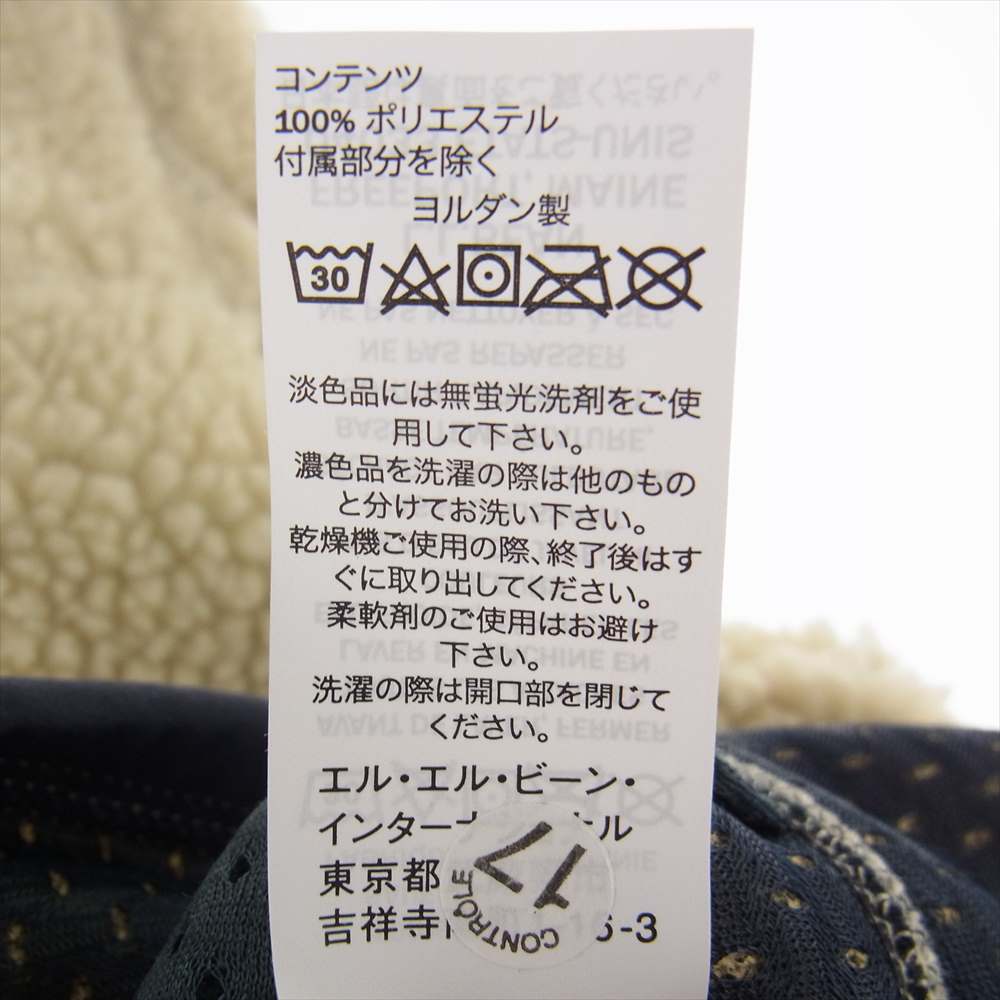 コンテンツ
100% ポリエステル
付属部分を除く
ヨルダン製
30
淡色品には無蛍光洗剤をご使
用して下さい。
濃色品を洗濯の際は他のもの
と分けてお洗い下さい。
乾燥機ご使用の際、終了後はす
ぐに取り出してください。
柔軟剤のご使用はお避け
下さい。
洗濯の際は開口部を閉じて
ください。
エル・エル・ビーン・
インターナ ナル
東京都
吉祥寺 -3
17
CONTROLE